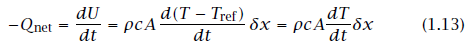 −Q_net = dU/dt = ρcA d(T − T_ref)/dt δx = ρcA dT/dt δx (1.13)